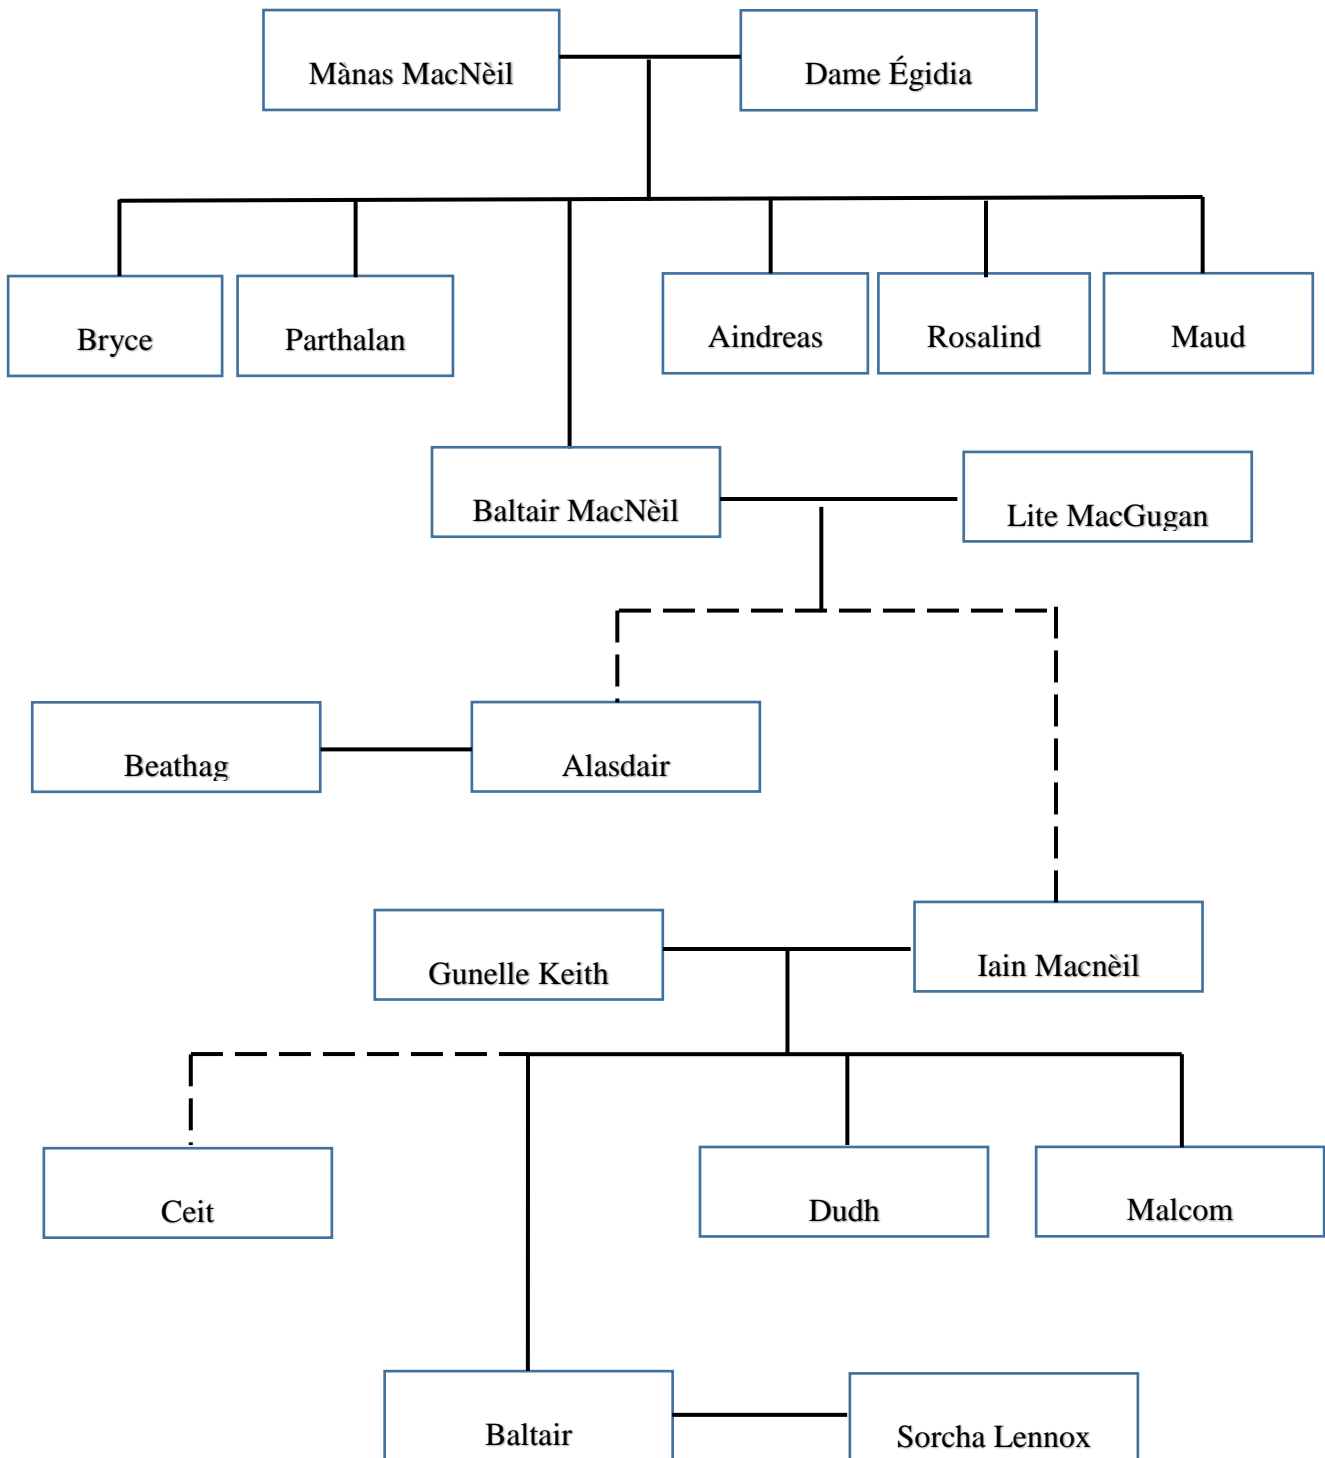 Mànas MacNèil
Dame Égidia
Bryce
Parthalan
Aindreas
Rosalind
Maud
Baltair MacNèil
Lite MacGugan
Beathag
Alasdair
Gunelle Keith
Iain Macnèil
Ceit
Dudh
Malcom
Baltair
Sorcha Lennox